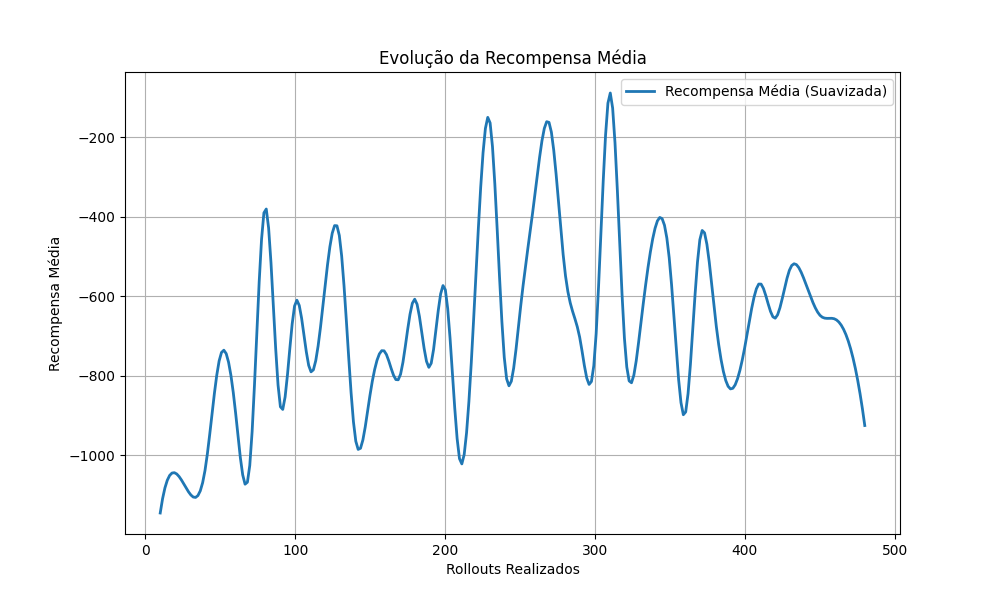 Evolução da Recompensa Média
Recompensa Média (Suavizada)
Recompensa Média
−200
−400
−600
−800
−1000
0
100
200
300
400
500
Rollouts Realizados